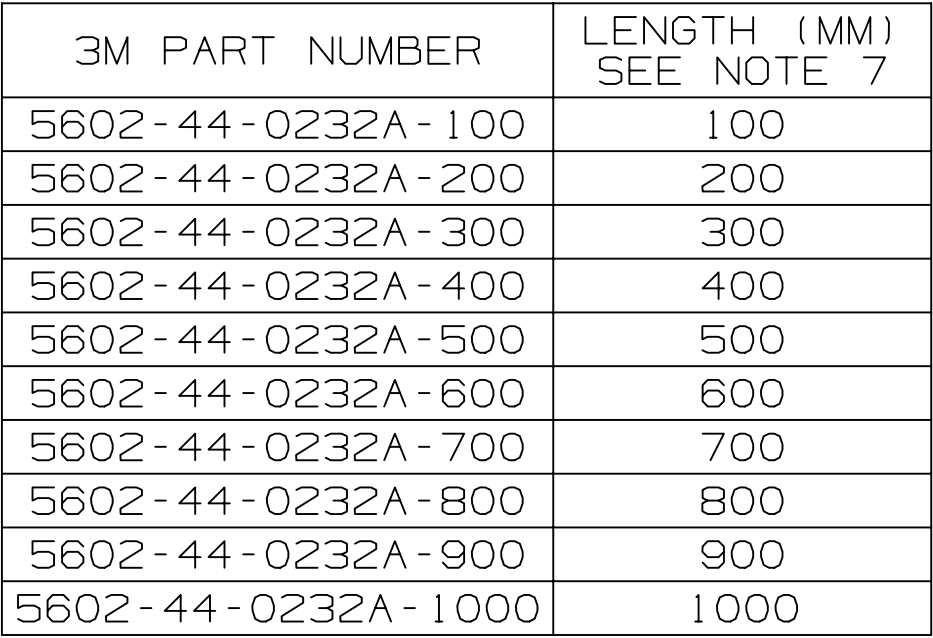 3M PART NUMBER
LENGTH (MM)
SEE NOTE 7
5602-44-0232A-100 100
5602-44-0232A-200 200
5602-44-0232A-300 300
5602-44-0232A-400 400
5602-44-0232A-500 500
5602-44-0232A-600 600
5602-44-0232A-700 700
5602-44-0232A-800 800
5602-44-0232A-900 900
5602-44-0232A-1000 1000